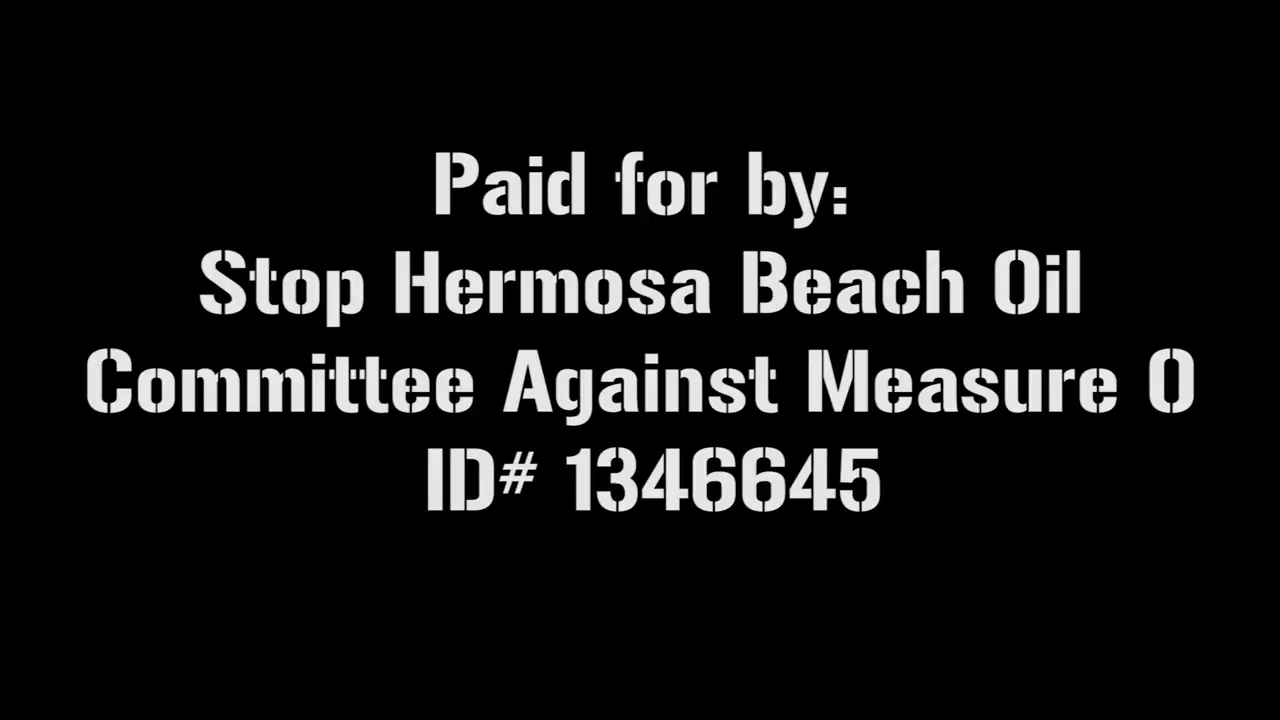 Paid for by:
Stop Hermosa Beach Oil
Committee Against Measure O
ID# 1346645